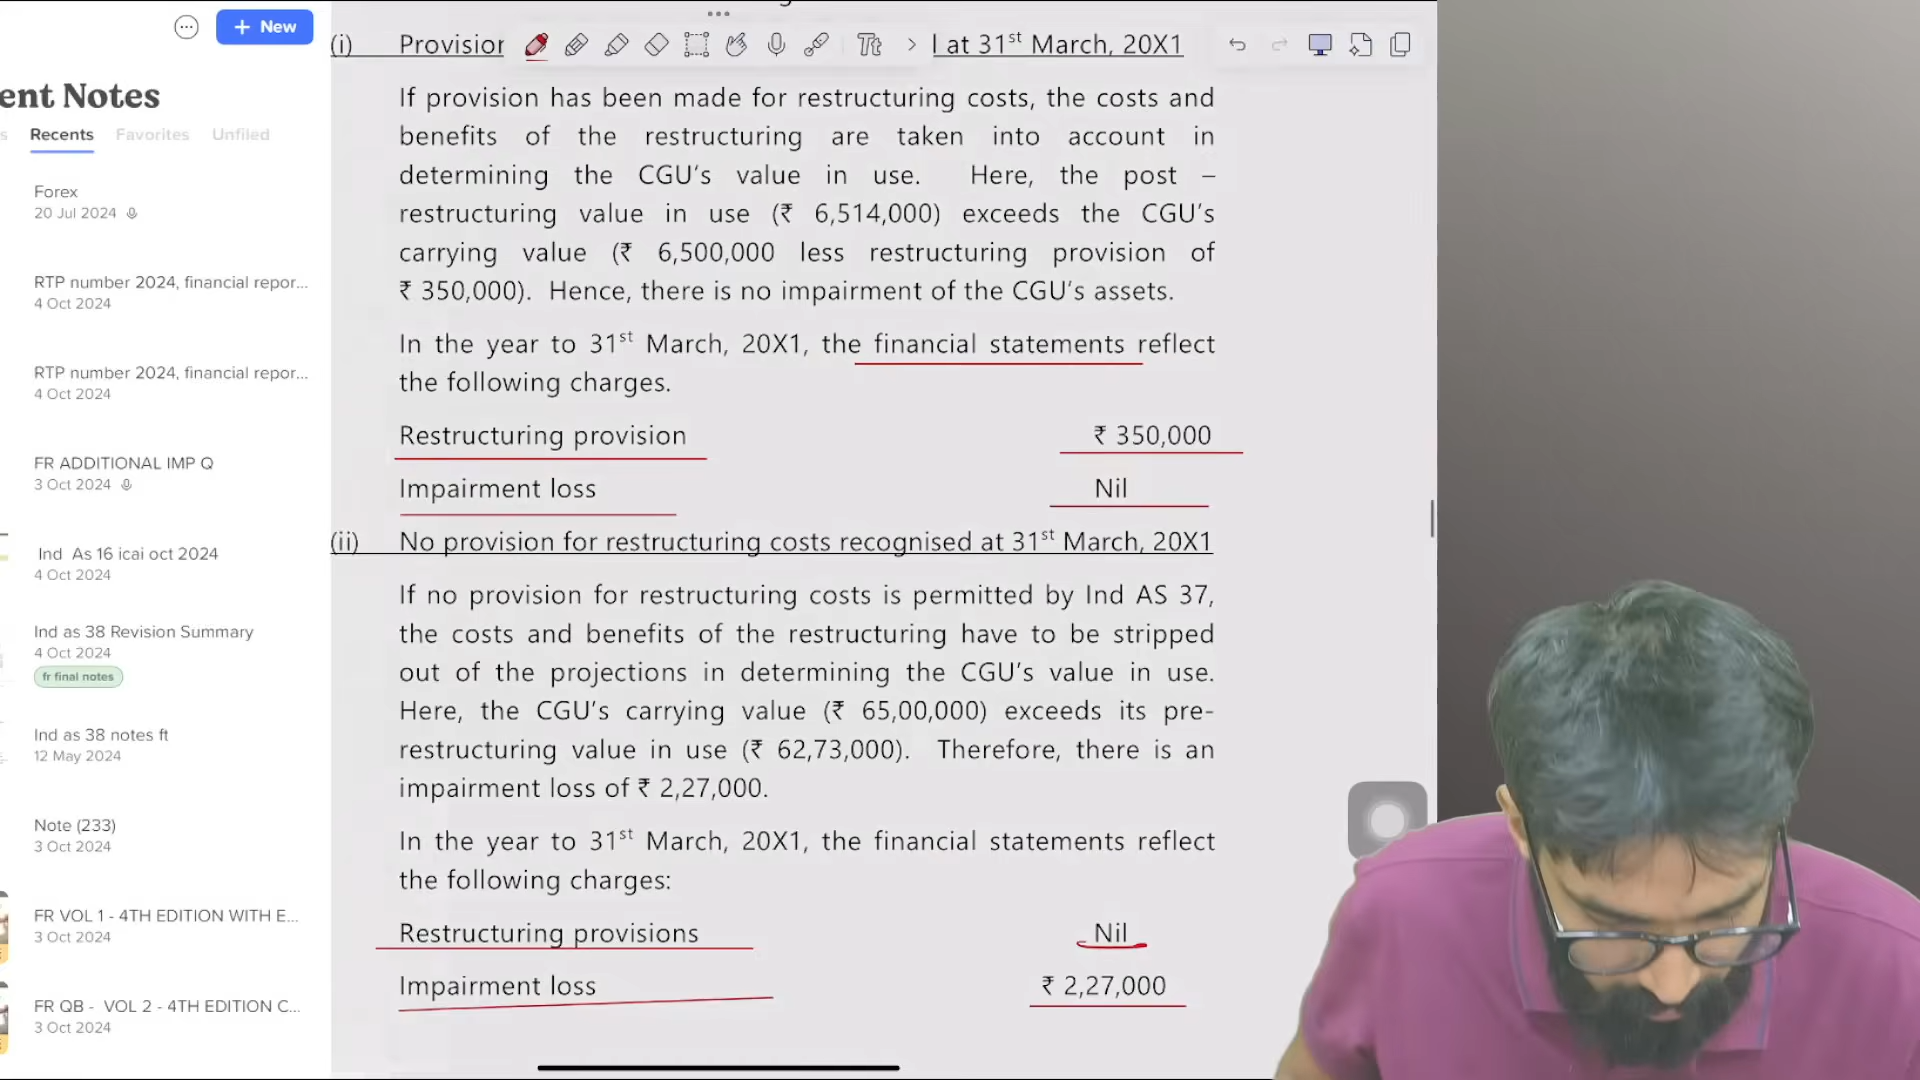 New
ent Notes
s Recents Favorites Unfiled
Forex
20 Jul 2024
RTP number 2024, financial repor...
4 Oct 2024
RTP number 2024, financial repor...
4 Oct 2024
FR ADDITIONAL IMP Q
3 Oct 2024
Ind As 16 icai oct 2024
4 Oct 2024
Ind as 38 Revision Summary
4 Oct 2024
fr final notes
Ind as 38 notes ft
12 May 2024
Note (233)
3 Oct 2024
FR VOL 1 - 4TH EDITION WITH E...
3 Oct 2024
FR QB - VOL 2 - 4TH EDITION C...
3 Oct 2024
(i) Provision Tt l at 31st March, 20X1
If provision has been made for restructuring costs, the costs and
benefits of the restructuring are taken into account in
determining the CGU's value in use. Here, the post –
restructuring value in use (₹ 6,514,000) exceeds the CGU's
carrying value (₹ 6,500,000 less restructuring provision of
₹ 350,000). Hence, there is no impairment of the CGU's assets.
In the year to 31st March, 20X1, the financial statements reflect
the following charges.
Restructuring provision ₹ 350,000
Impairment loss Nil
(ii) No provision for restructuring costs recognised at 31st March, 20X1
If no provision for restructuring costs is permitted by Ind AS 37,
the costs and benefits of the restructuring have to be stripped
out of the projections in determining the CGU's value in use.
Here, the CGU's carrying value (₹ 65,00,000) exceeds its pre-
restructuring value in use (₹ 62,73,000). Therefore, there is an
impairment loss of ₹ 2,27,000.
In the year to 31st March, 20X1, the financial statements reflect
the following charges:
Restructuring provisions Nil
Impairment loss ₹ 2,27,000